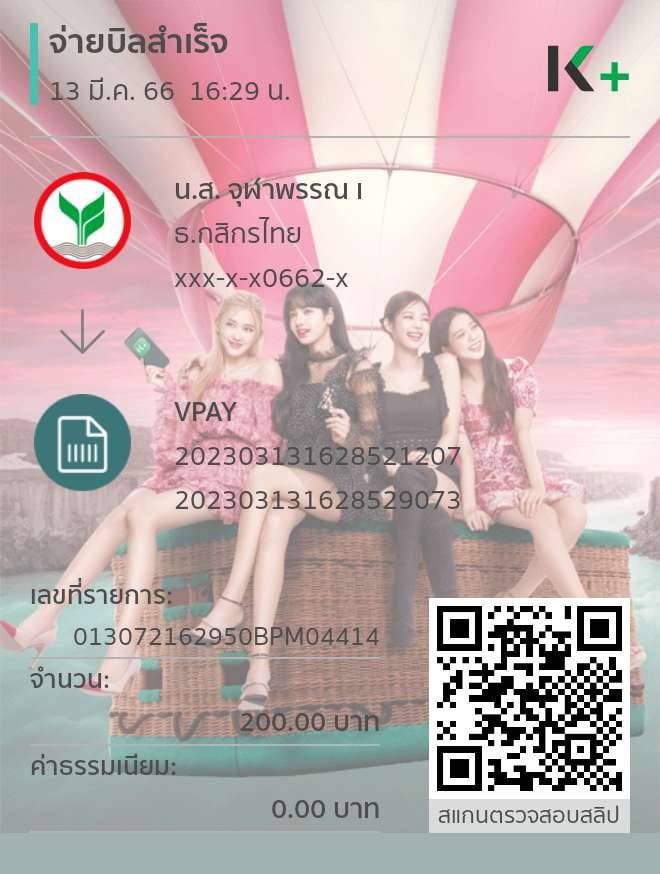 จ่ายบิลสำเร็จ
13 มี.ค. 66 16:29 น.
K+
น.ส. จุฬาพรรณ เ
ธ.กสิกรไทย
xxx-x-x0662-x
VPAY
202303131628521207
202303131628529073
เลขที่รายการ:
013072162950BPM04414
จำนวน:
200.00 บาท
ค่าธรรมเนียม:
0.00 บาท
สแกนตรวจสอบสลิป